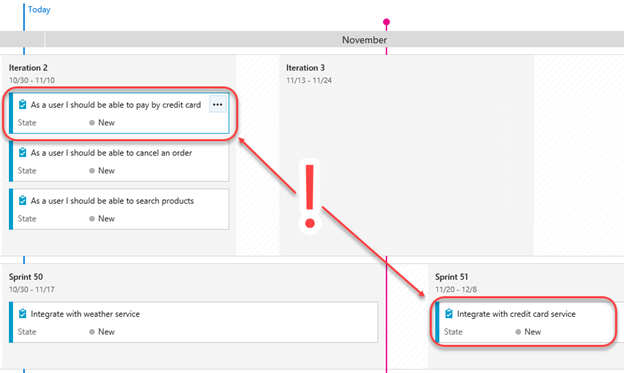 Today
November
Iteration 2
10/30 - 11/10
As a user I should be able to pay by credit card
State New
As a user I should be able to cancel an order
State New
As a user I should be able to search products
State New
Iteration 3
11/13 - 11/24
!
Sprint 50
10/30 - 11/17
Integrate with weather service
State New
Sprint 51
11/20 - 12/8
Integrate with credit card service
State New